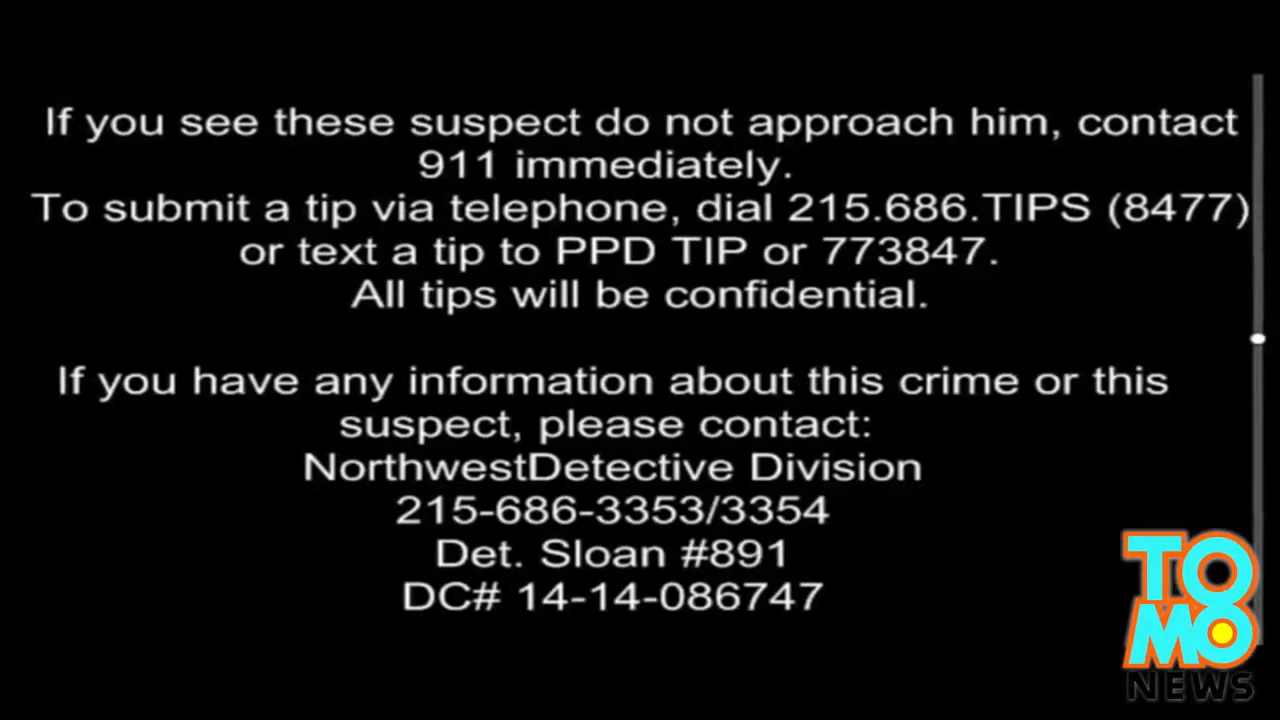 If you see these suspect do not approach him, contact
911 immediately.
To submit a tip via telephone, dial 215.686.TIPS (8477)
or text a tip to PPD TIP or 773847.
All tips will be confidential.
If you have any information about this crime or this
suspect, please contact:
NorthwestDetective Division
215-686-3353/3354
Det. Sloan #891
DC# 14-14-086747
TO
MO
NEWS